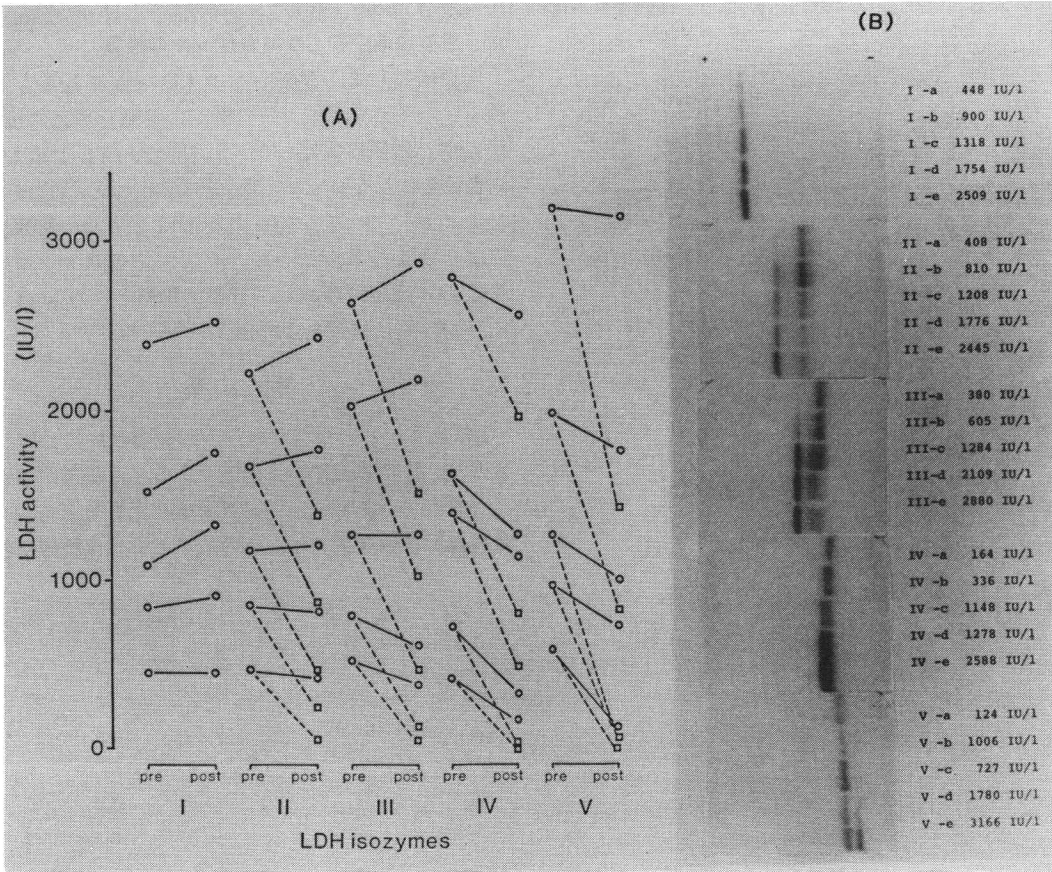 (A)
LDH activity (IU/l)
3000
2000
1000
0
pre post pre post pre post pre post pre post
I II III IV V
LDH isozymes
(B)
+ -
I -a 448 IU/l
I -b .900 IU/l
I -c 1318 IU/l
I -d 1754 IU/l
I -e 2509 IU/l
II -a 408 IU/l
II -b 810 IU/l
II -c 1208 IU/l
II -d 1776 IU/l
II -e 2445 IU/l
III-a 380 IU/l
III-b 605 IU/l
III-c 1284 IU/l
III-d 2109 IU/l
III-e 2880 IU/l
IV -a 164 IU/l
IV -b 336 IU/l
IV -c 1148 IU/l
IV -d 1278 IU/l
IV -e 2588 IU/l
V -a 124 IU/l
V -b 1006 IU/l
V -c 727 IU/l
V -d 1780 IU/l
V -e 3166 IU/l